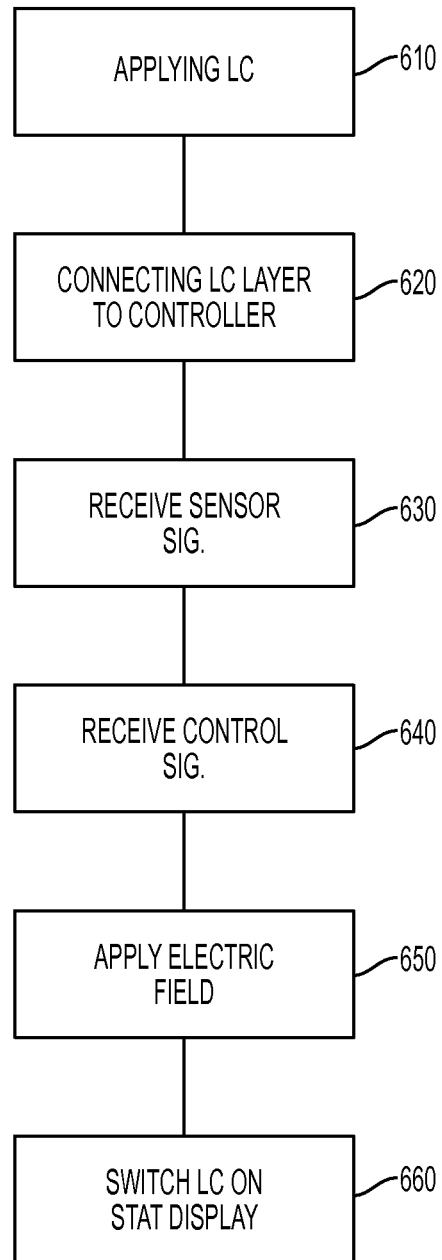 APPLYING LC
610
CONNECTING LC LAYER
TO CONTROLLER
620
RECEIVE SENSOR
SIG.
630
RECEIVE CONTROL
SIG.
640
APPLY ELECTRIC
FIELD
650
SWITCH LC ON
STAT DISPLAY
660